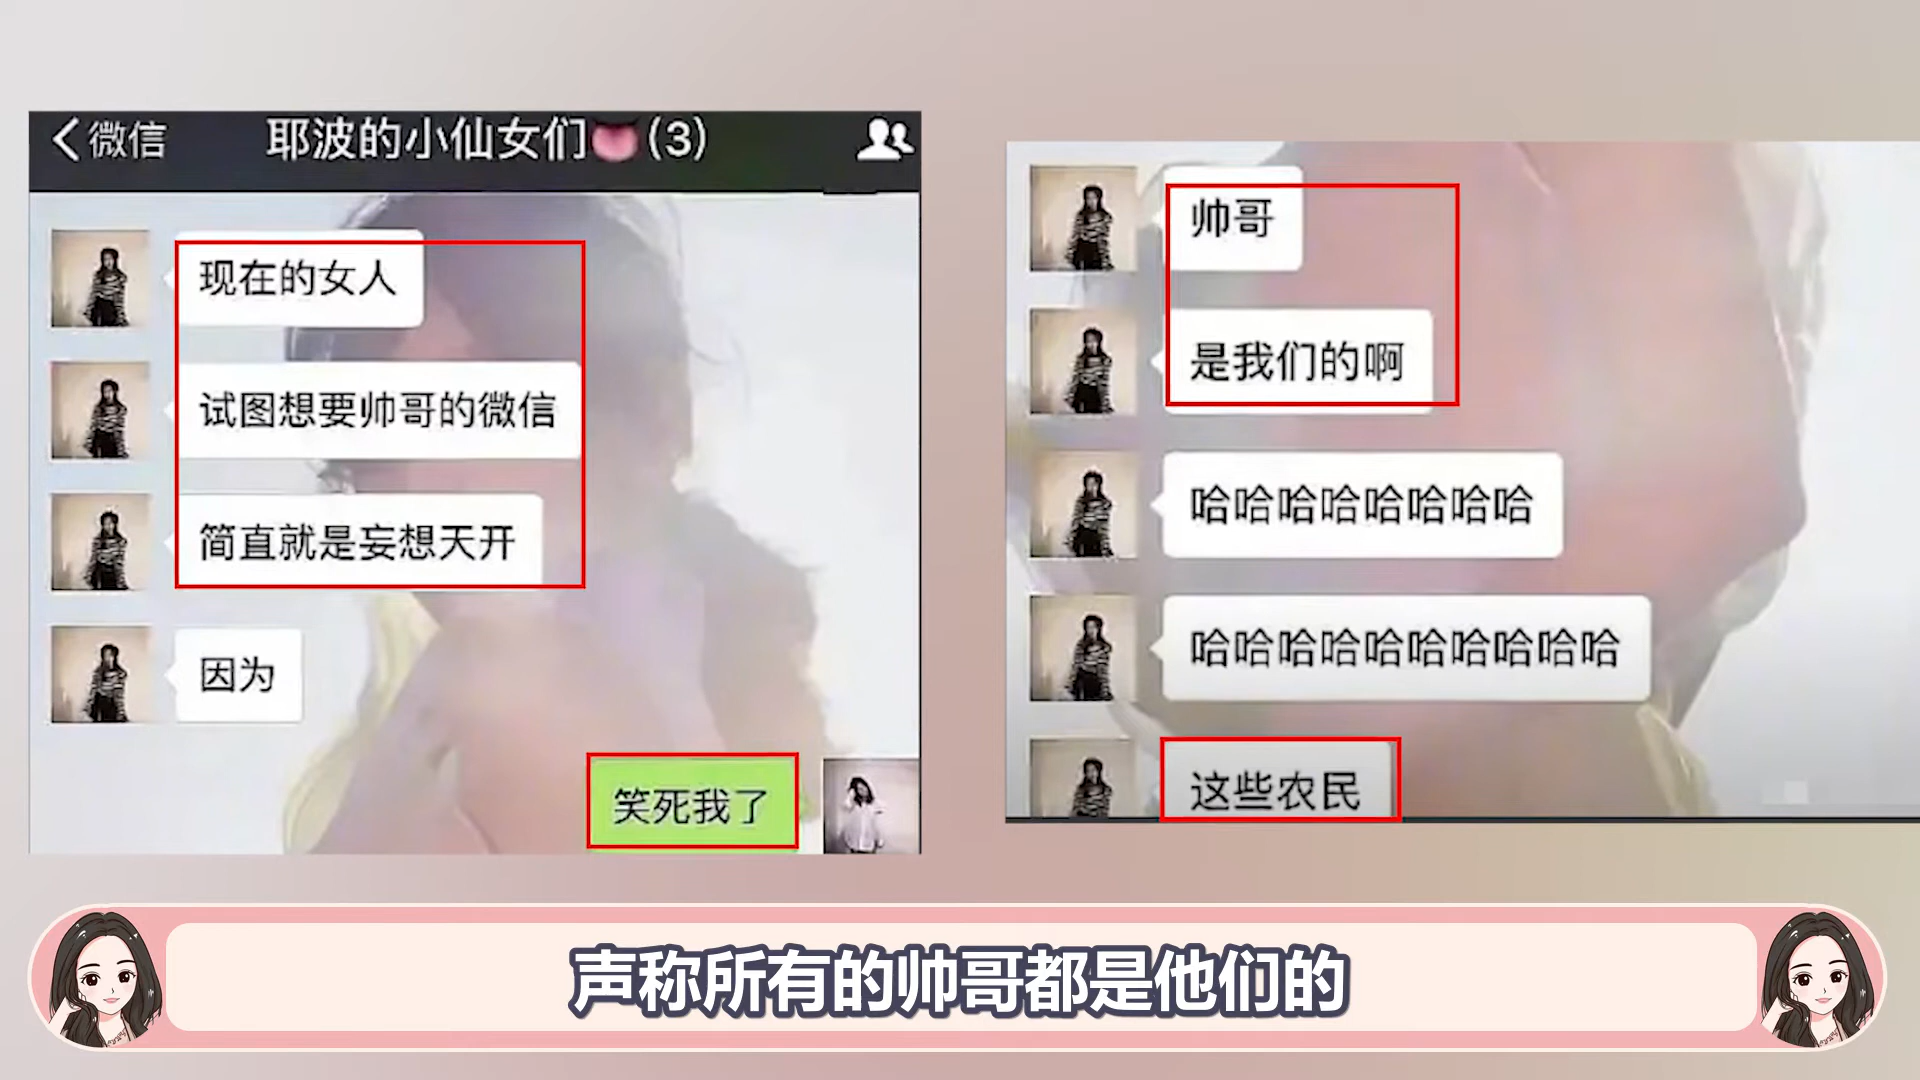 微信
耶波的小仙女们👅(3)
现在的女人
试图想要帅哥的微信
简直就是妄想天开
因为
笑死我了
帅哥
是我们的啊
哈哈哈哈哈哈哈哈
哈哈哈哈哈哈哈哈哈哈
这些农民
声称所有的帅哥都是他们的